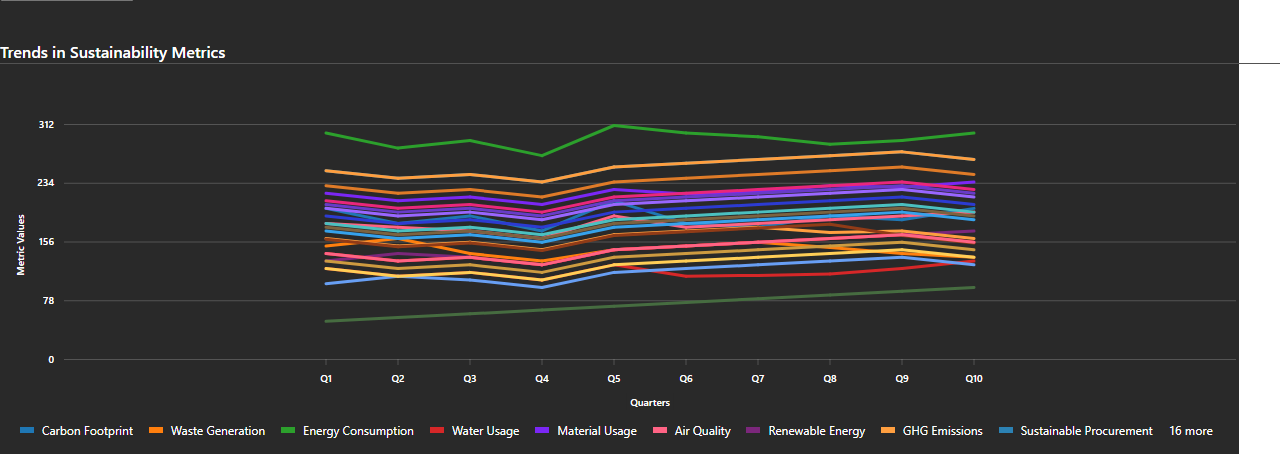 Trends in Sustainability Metrics
312
234
156
78
0
Metric Values
Q1 Q2 Q3 Q4 Q5 Q6 Q7 Q8 Q9 Q10
Quarters
Carbon Footprint Waste Generation Energy Consumption Water Usage Material Usage Air Quality Renewable Energy GHG Emissions Sustainable Procurement 16 more